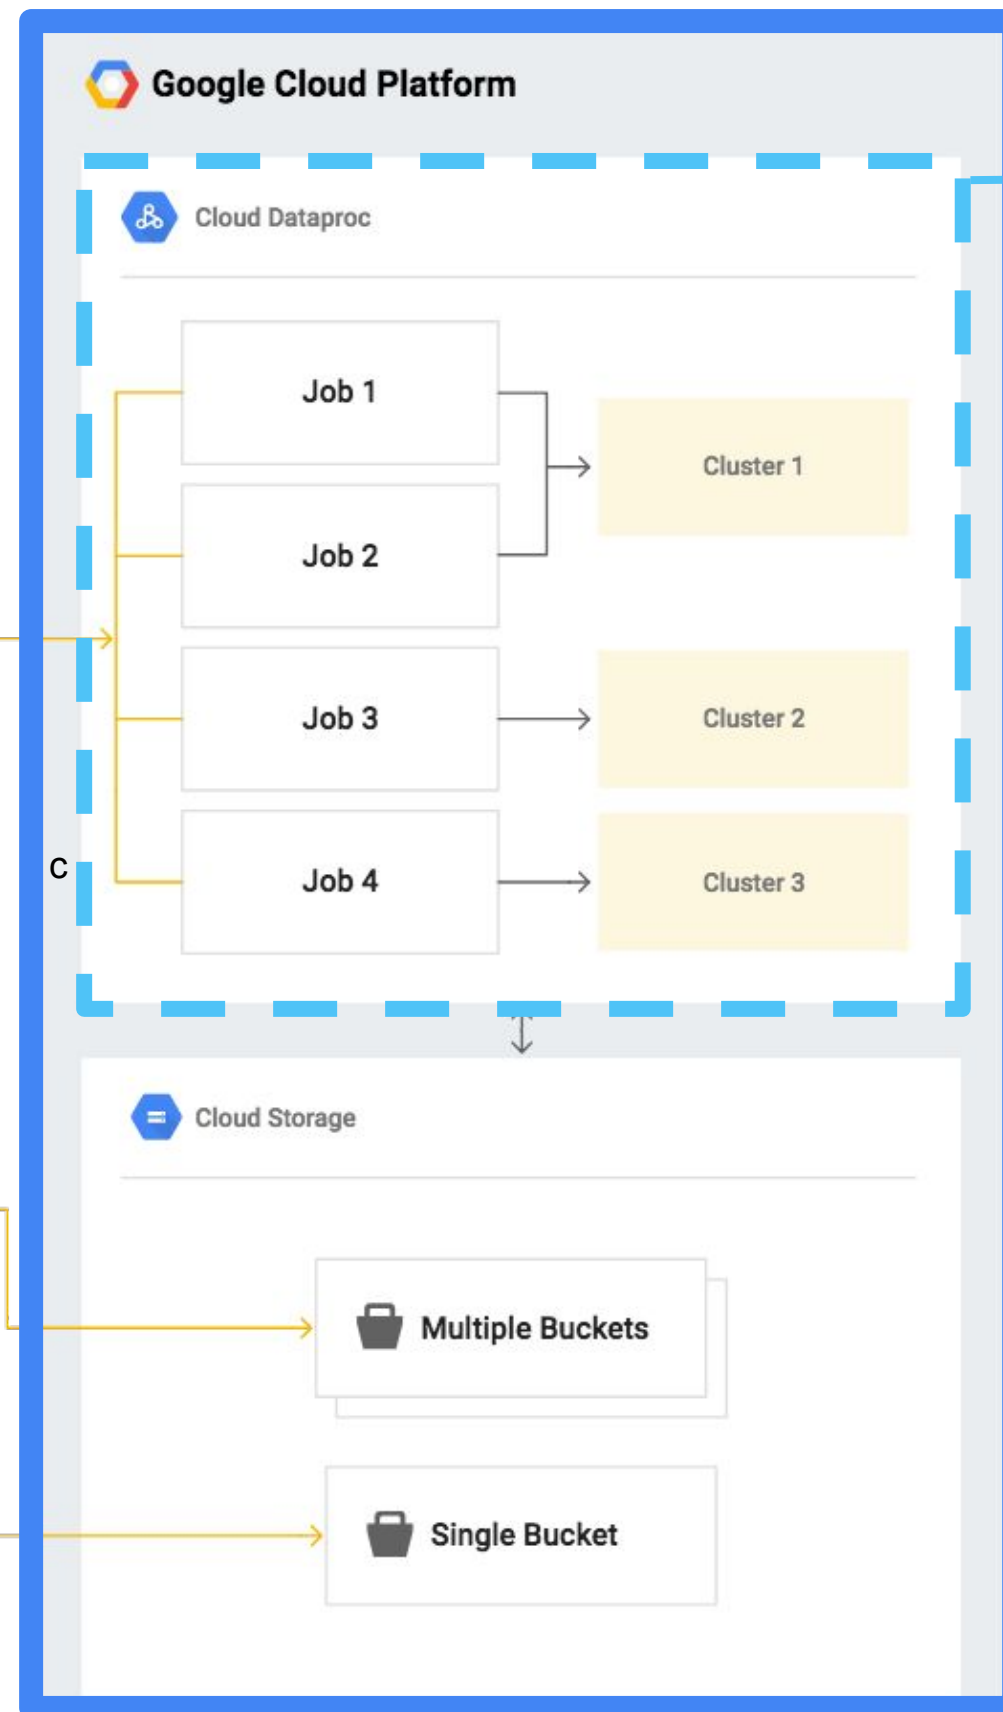 Google Cloud Platform
Cloud Dataproc
Job 1
Cluster 1
Job 2
Job 3
Cluster 2
C
Job 4
Cluster 3
Cloud Storage
Multiple Buckets
Single Bucket